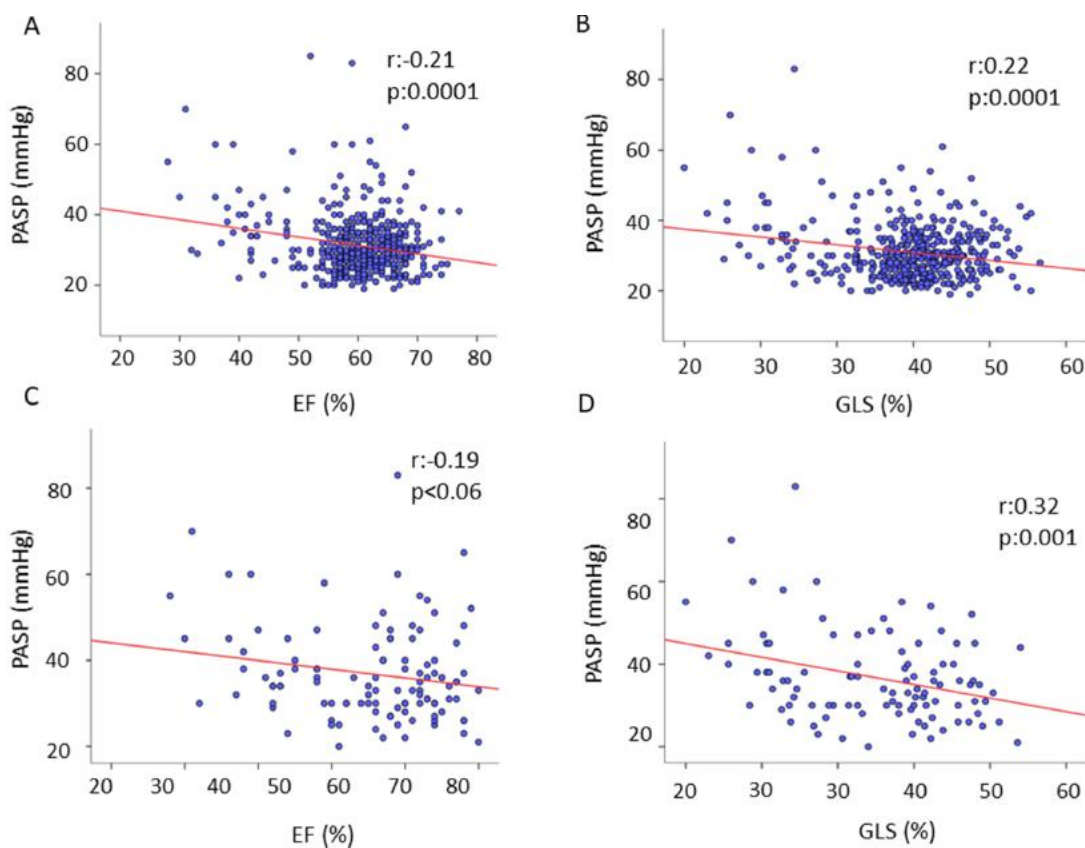 A
r:-0.21
p:0.0001
PASP (mmHg)
80
60
40
20
20 30 40 50 60 70 80
EF (%)
B
r:0.22
p:0.0001
PASP (mmHg)
80
60
40
20
20 30 30 40 50 60
GLS (%)
C
r:-0.19
p<0.06
PASP (mmHg)
80
60
40
20
20 30 40 50 60 70 80
EF (%)
D
r:0.32
p:0.001
PASP (mmHg)
80
60
40
20
20 30 30 40 50 60
GLS (%)